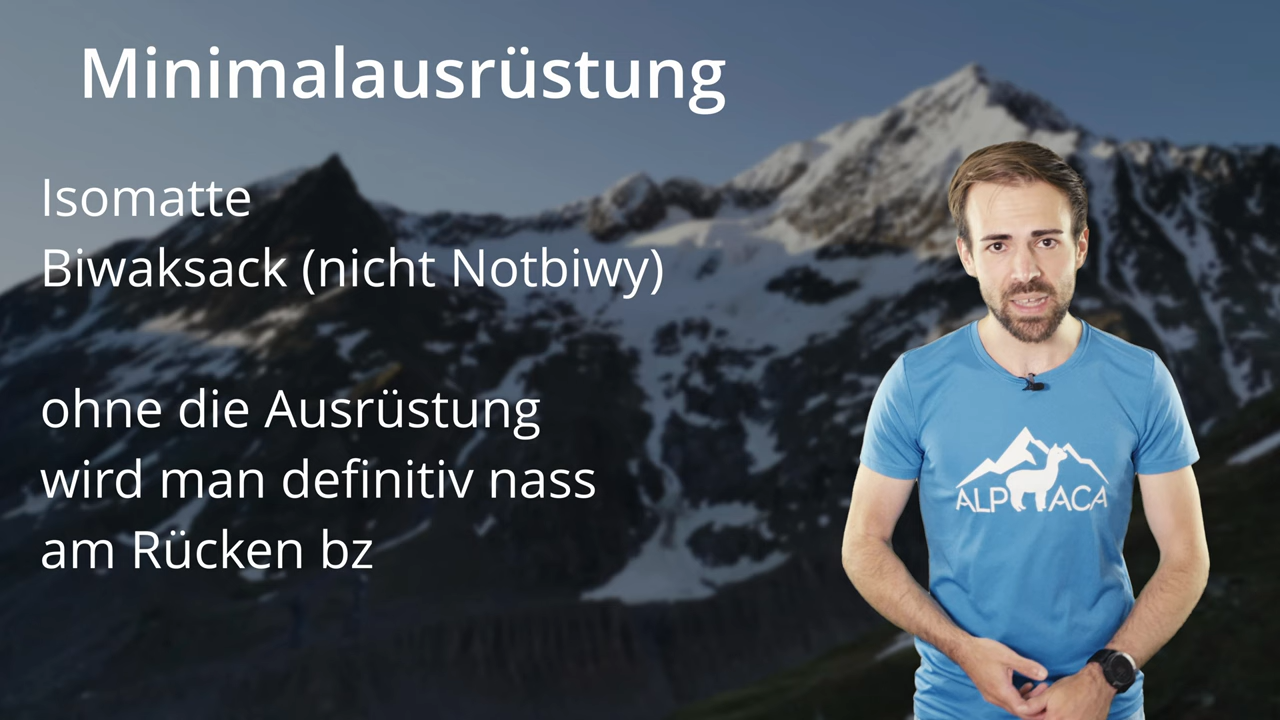 Minimalausrüstung
Isomatte
Biwaksack (nicht Notbiwy)
ohne die Ausrüstung
wird man definitiv nass
am Rücken bz
ALPACA